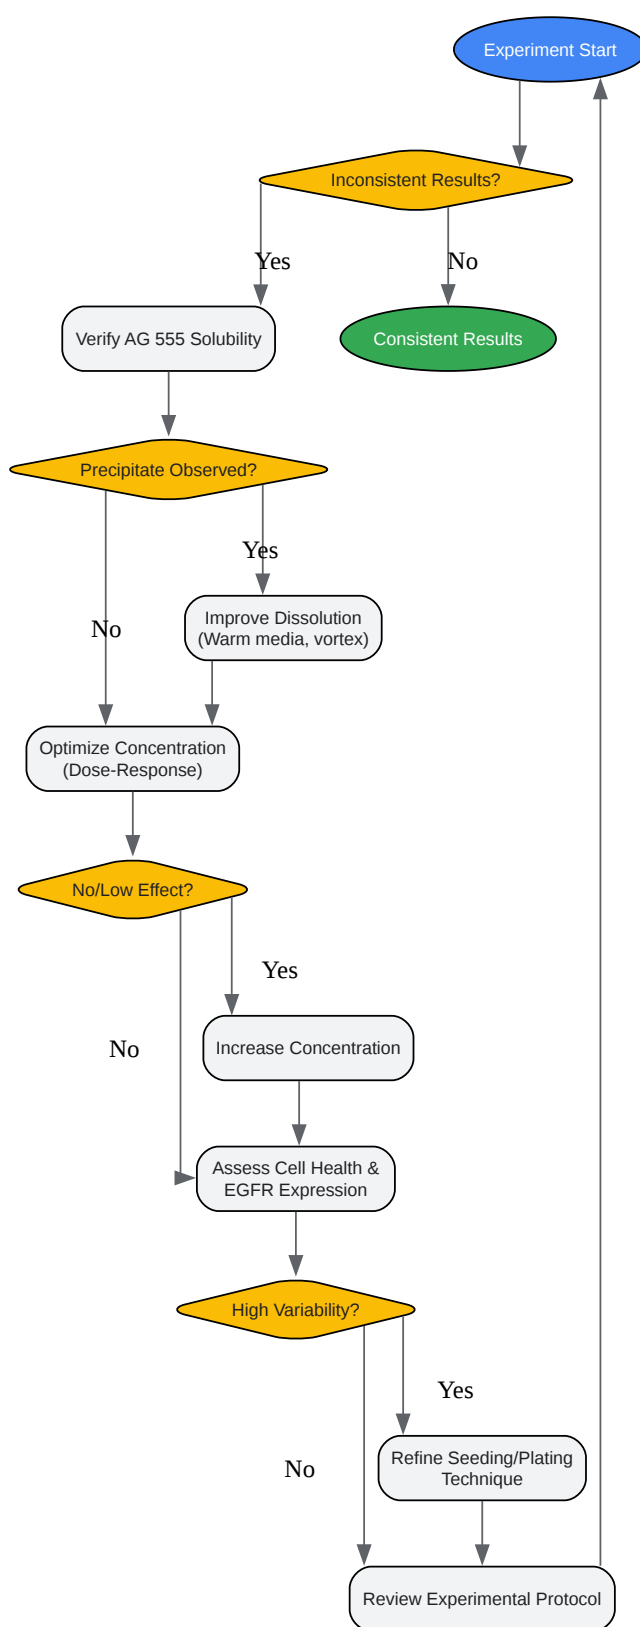 Experiment Start
Inconsistent Results?
Yes
No
Verify AG 555 Solubility
Consistent Results
Precipitate Observed?
Yes
Improve Dissolution
(Warm media, vortex)
No
Optimize Concentration
(Dose-Response)
No/Low Effect?
Yes
Increase Concentration
No
Assess Cell Health &
EGFR Expression
High Variability?
Yes
Refine Seeding/Plating
Technique
No
Review Experimental Protocol